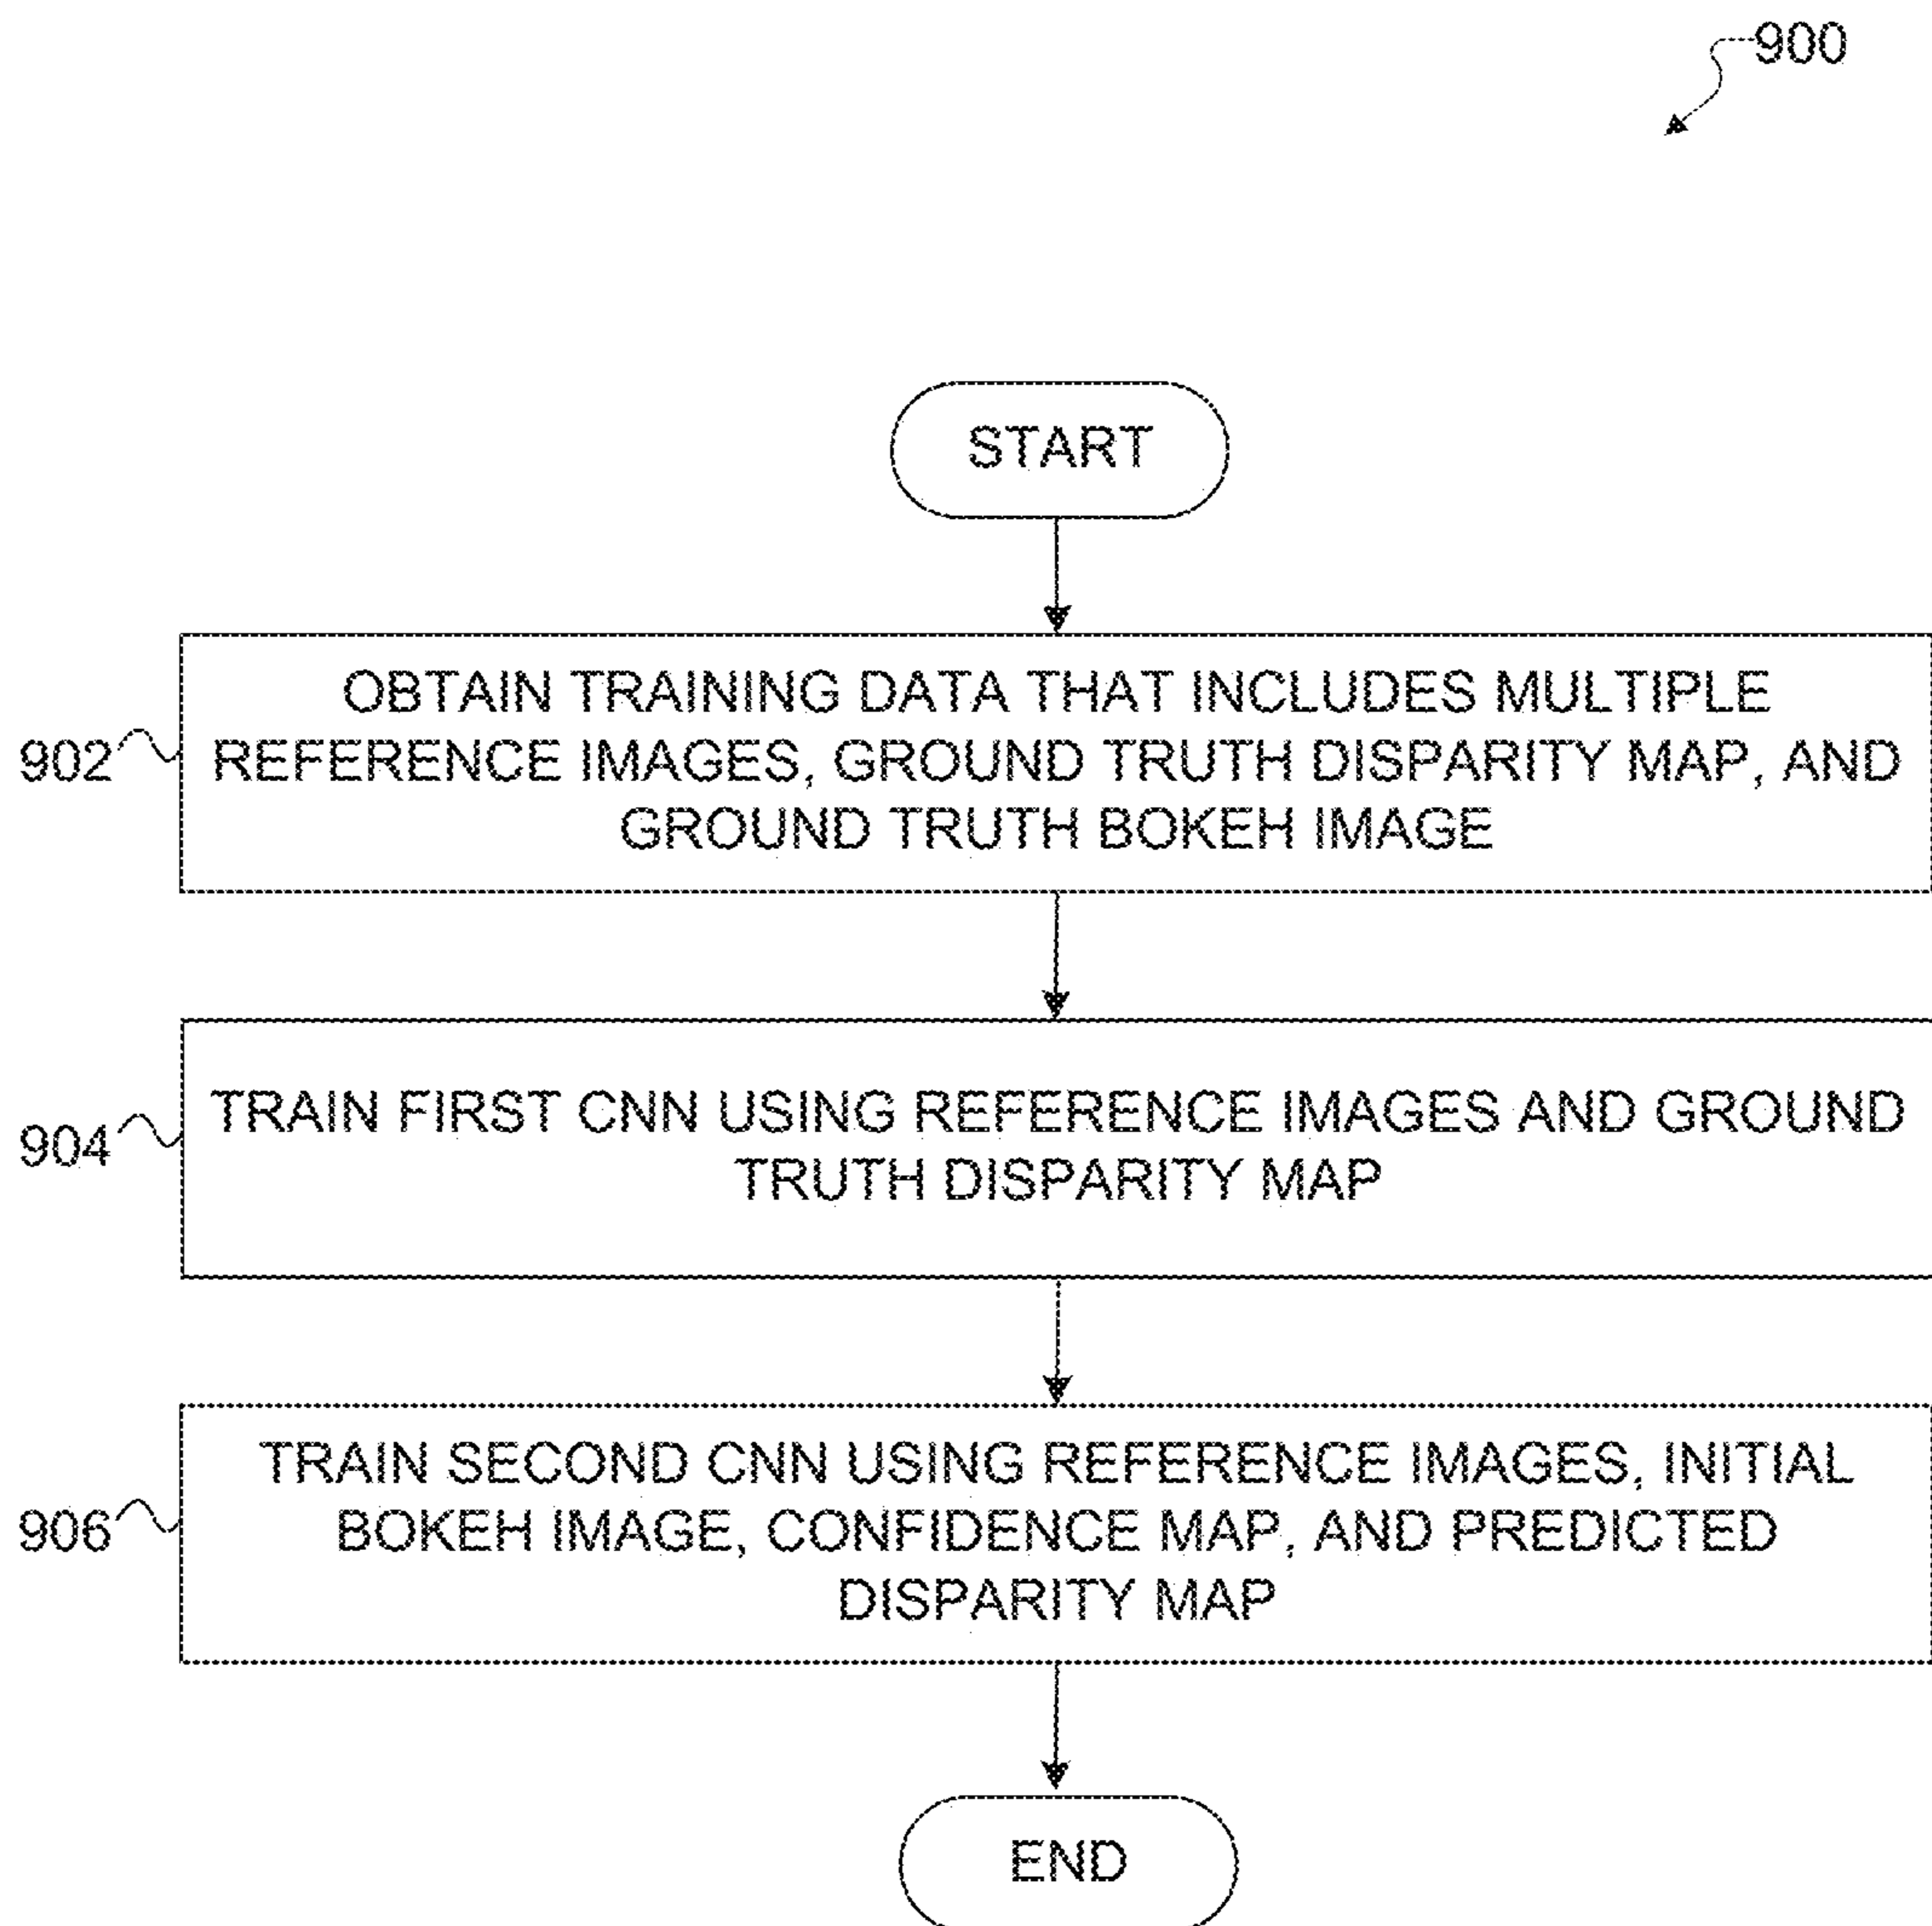 900
START
OBTAIN TRAINING DATA THAT INCLUDES MULTIPLE
902
REFERENCE IMAGES, GROUND TRUTH DISPARITY MAP, AND
GROUND TRUTH BOKEH IMAGE
TRAIN FIRST CNN USING REFERENCE IMAGES AND GROUND
904
TRUTH DISPARITY MAP
TRAIN SECOND CNN USING REFERENCE IMAGES, INITIAL
906
BOKEH IMAGE, CONFIDENCE MAP, AND PREDICTED
DISPARITY MAP
END